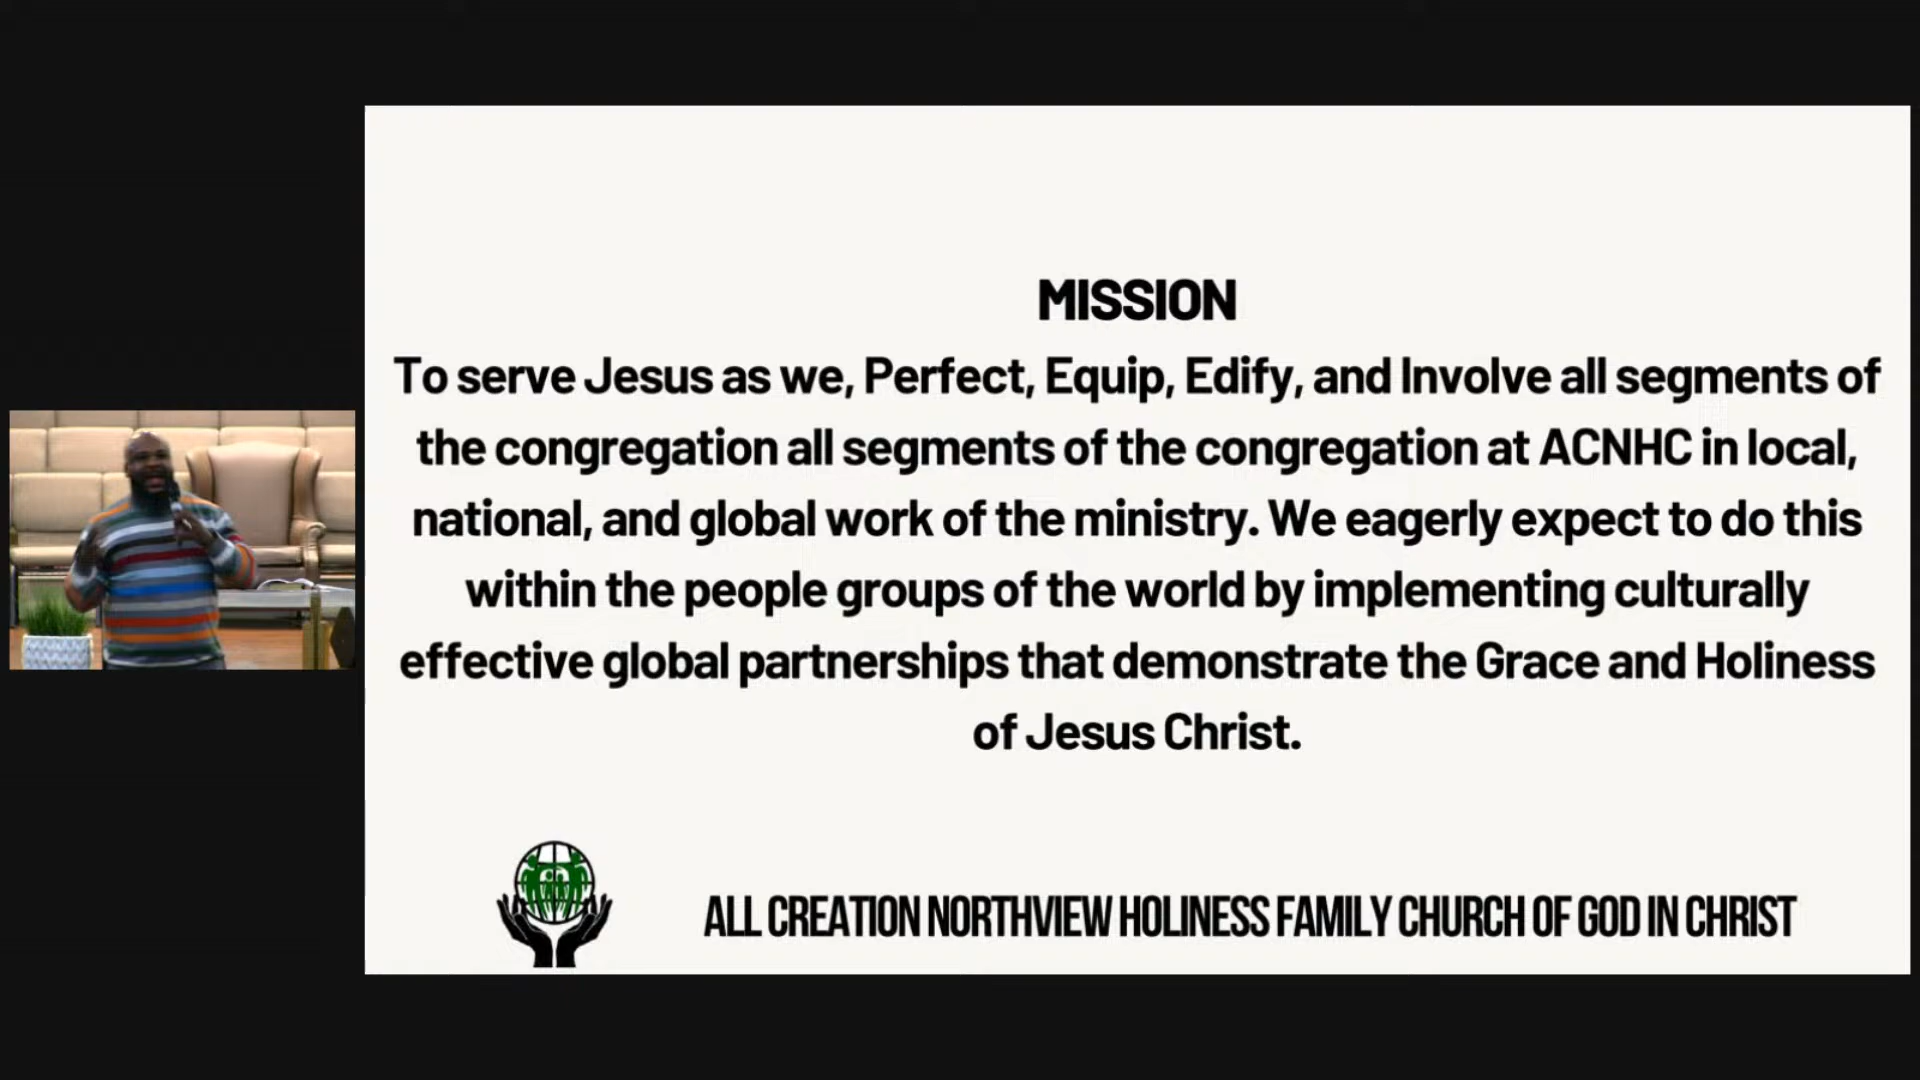 MISSION
To serve Jesus as we, Perfect, Equip, Edify, and Involve all segments of
the congregation all segments of the congregation at ACNHC in local,
national, and global work of the ministry. We eagerly expect to do this
within the people groups of the world by implementing culturally
effective global partnerships that demonstrate the Grace and Holiness
of Jesus Christ.
ALL CREATION NORTHVIEW HOLINESS FAMILY CHURCH OF GOD IN CHRIST